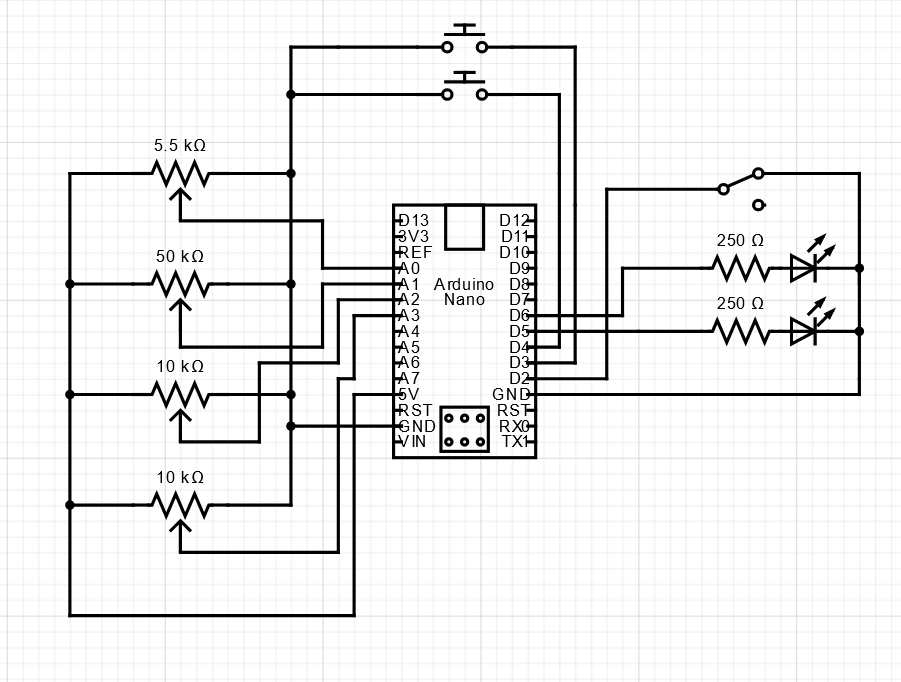 5.5 kΩ
50 kΩ
10 kΩ
10 kΩ
D13
3V3
REF
A0
A1
A2
A3
A4
A5
A6
A7
5V
RST
GND
VIN
Arduino
Nano
D12
D11
D10
D9
D8
D7
D6
D5
D4
D3
D2
GND
RST
RX0
TX1
250 Ω
250 Ω